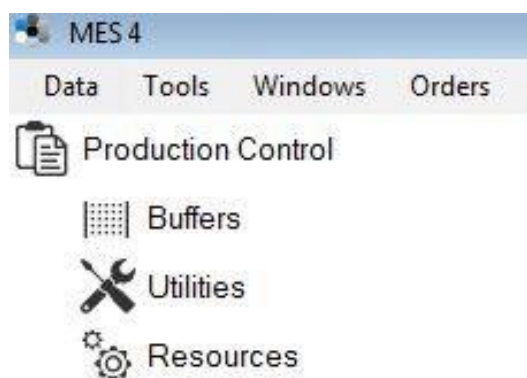 MES 4
Data Tools Windows Orders
Production Control
Buffers
Utilities
Resources